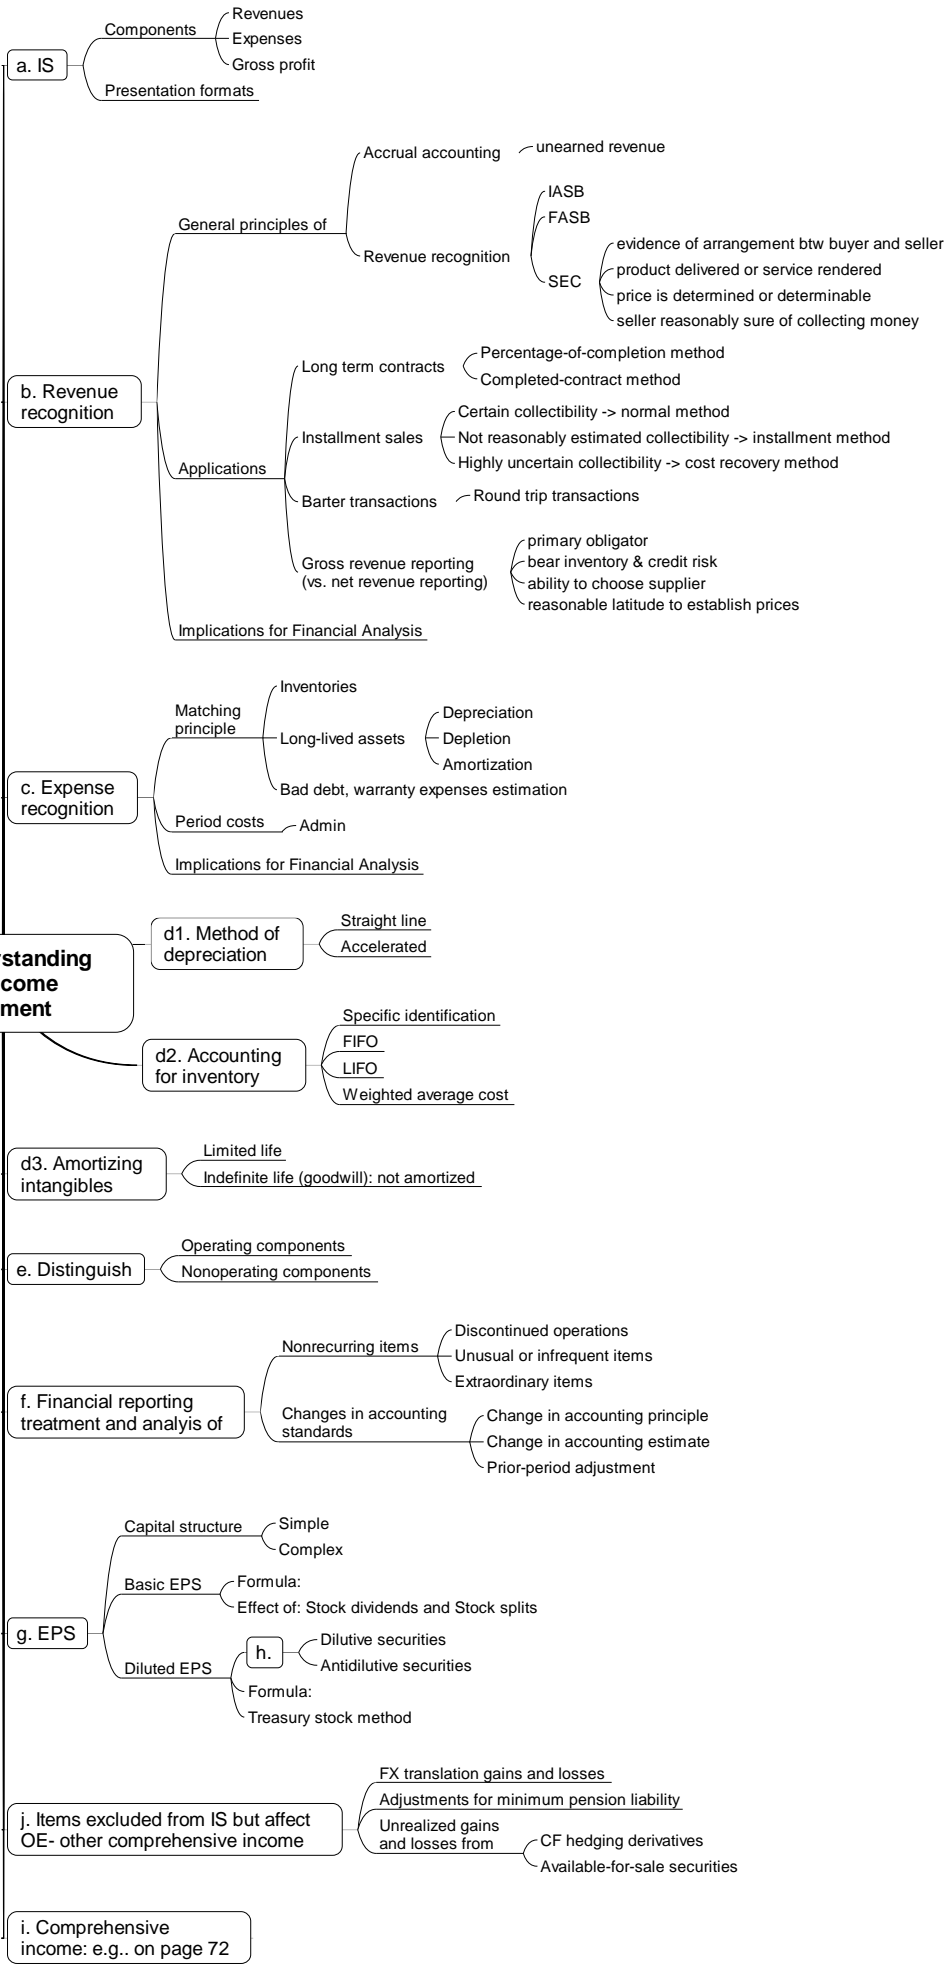 a. IS
Components
Revenues
Expenses
Gross profit
Presentation formats
b. Revenue
recognition
General principles of
Accrual accounting
unearned revenue
Revenue recognition
IASB
FASB
SEC
evidence of arrangement btw buyer and seller
product delivered or service rendered
price is determined or determinable
seller reasonably sure of collecting money
Applications
Long term contracts
Percentage-of-completion method
Completed-contract method
Installment sales
Certain collectibility -> normal method
Not reasonably estimated collectibility -> installment method
Highly uncertain collectibility -> cost recovery method
Barter transactions
Round trip transactions
Gross revenue reporting
(vs. net revenue reporting)
primary obligator
bear inventory & credit risk
ability to choose supplier
reasonable latitude to establish prices
Implications for Financial Analysis
c. Expense
recognition
Matching
principle
Inventories
Long-lived assets
Depreciation
Depletion
Amortization
Bad debt, warranty expenses estimation
Period costs
Admin
Implications for Financial Analysis
rstanding
come
ment
d1. Method of
depreciation
Straight line
Accelerated
d2. Accounting
for inventory
Specific identification
FIFO
LIFO
Weighted average cost
d3. Amortizing
intangibles
Limited life
Indefinite life (goodwill): not amortized
e. Distinguish
Operating components
Nonoperating components
f. Financial reporting
treatment and analyis of
Nonrecurring items
Discontinued operations
Unusual or infrequent items
Extraordinary items
Changes in accounting
standards
Change in accounting principle
Change in accounting estimate
Prior-period adjustment
g. EPS
Capital structure
Simple
Complex
Basic EPS
Formula:
Effect of: Stock dividends and Stock splits
Diluted EPS
h.
Dilutive securities
Antidilutive securities
Formula:
Treasury stock method
j. Items excluded from IS but affect
OE- other comprehensive income
FX translation gains and losses
Adjustments for minimum pension liability
Unrealized gains
and losses from
CF hedging derivatives
Available-for-sale securities
i. Comprehensive
income: e.g.. on page 72